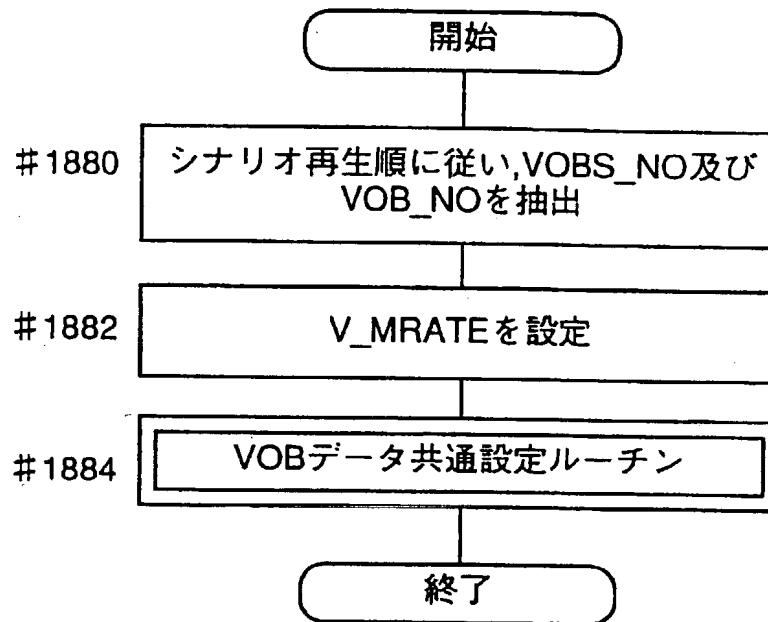 開始
#1880
シナリオ再生順に従い,VOBS_NO及び
VOB_NOを抽出
#1882
V_MRATEを設定
#1884
VOBデータ共通設定ルーチン
終了